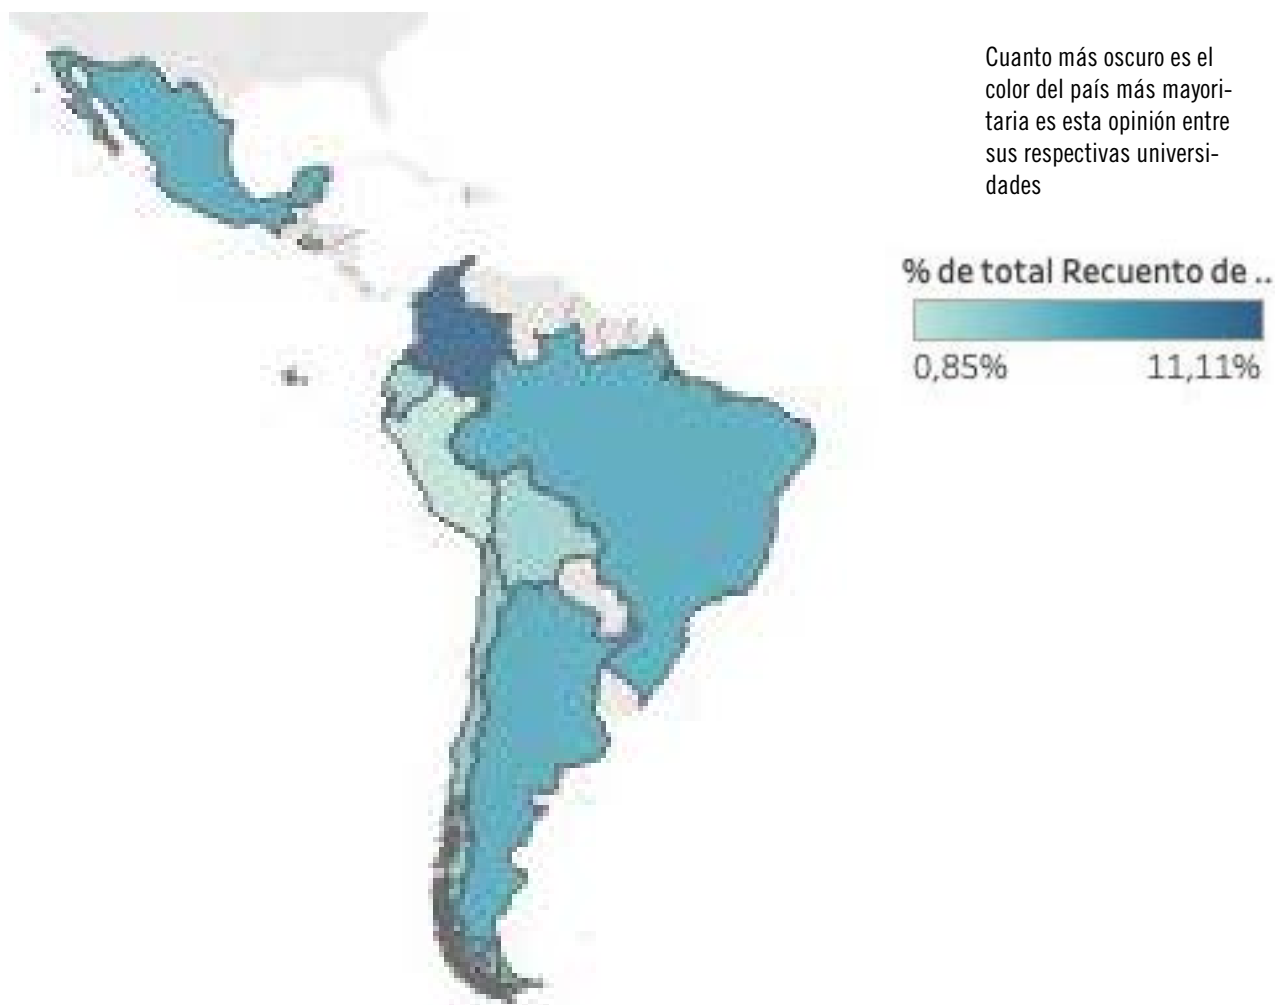 Cuanto más oscuro es el
color del país más mayori-
taria es esta opinión entre
sus respectivas universi-
dades
% de total Recuento de ..
0,85%
11,11%